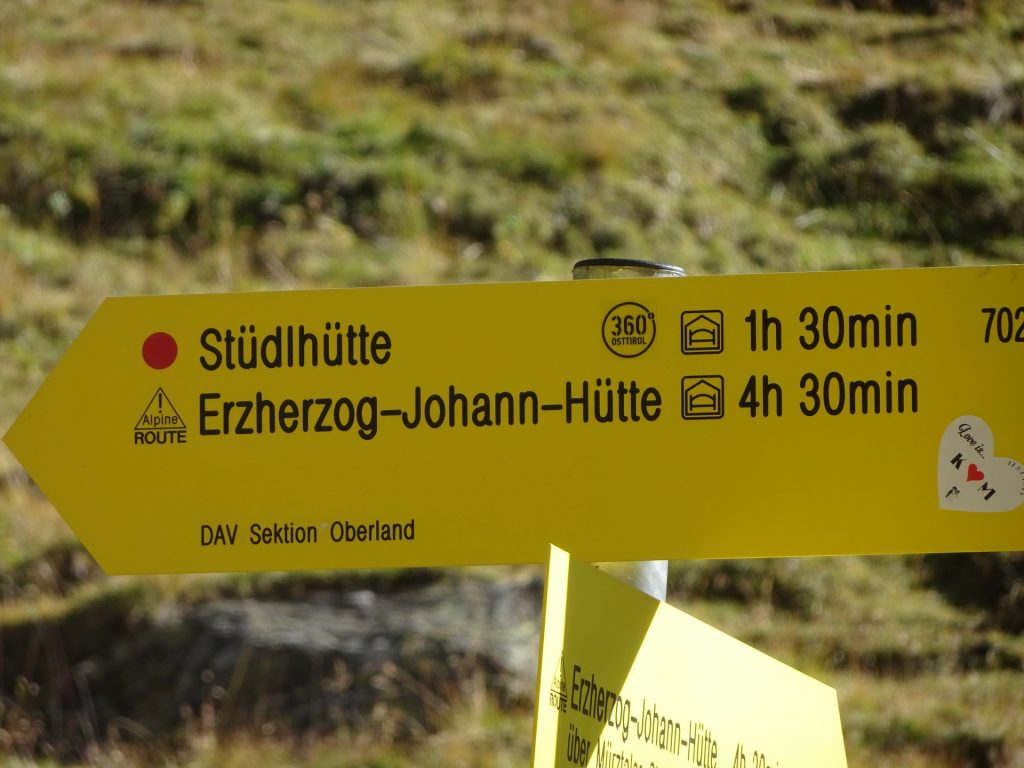 Stüdlhütte 360° OSTTIROL 1h 30min 702
! Alpine ROUTE Erzherzog-Johann-Hütte 4h 30min
Love is...
K M
DAV Sektion Oberland
ROUTE Erzherzog-Johann-Hütte
über Mürztaler